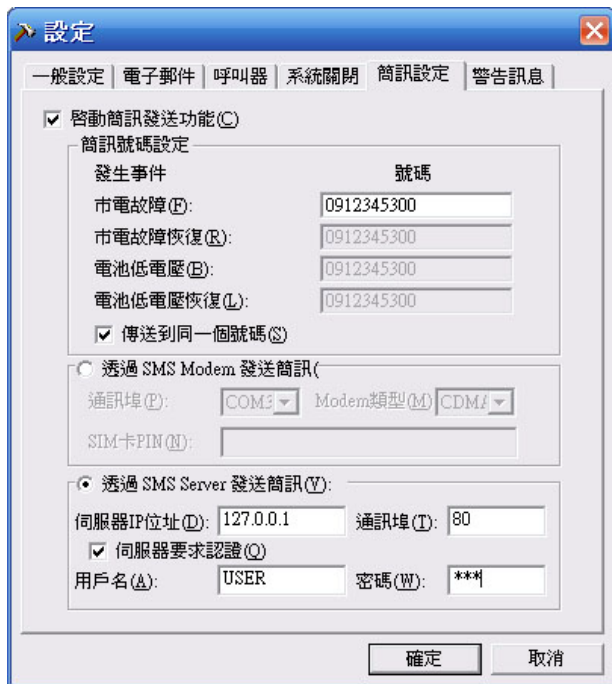 設定
一般設定 電子郵件 呼叫器 系統關閉 簡訊設定 警告訊息
啓動簡訊發送功能(C)
簡訊號碼設定
發生事件 號碼
市電故障(F): 0912345300
市電故障恢復(R): 0912345300
電池低電壓(B): 0912345300
電池低電壓恢復(L): 0912345300
傳送到同一個號碼(S)
透過 SMS Modem 發送簡訊(
通訊埠(P): COM3 Modem類型(M) CDMA
SIM卡PIN(N):
透過 SMS Server 發送簡訊(V):
伺服器IP位址(D): 127.0.0.1 通訊埠(T): 80
伺服器要求認證(Q)
用戶名(A): USER 密碼(W): ***
確定 取消